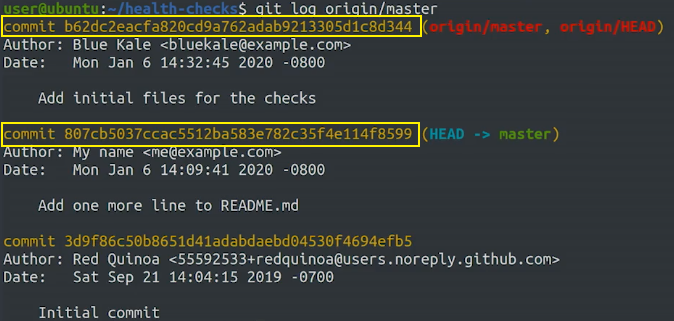 user@ubuntu:~/health-checks$ git log origin/master
commit b62dc2eacfa820cd9a762adab9213305d1c8d344 (origin/master, origin/HEAD)
Author: Blue Kale <bluekale@example.com>
Date:   Mon Jan 6 14:32:45 2020 -0800
    Add initial files for the checks
commit 807cb5037ccac5512ba583e782c35f4e114f8599 (HEAD -> master)
Author: My name <me@example.com>
Date:   Mon Jan 6 14:09:41 2020 -0800
    Add one more line to README.md
commit 3d9f86c50b8651d41adabdaebd04530f4694efb5
Author: Red Quinoa <55592533+redquinoa@users.noreply.github.com>
Date:   Sat Sep 21 14:04:15 2019 -0700
    Initial commit